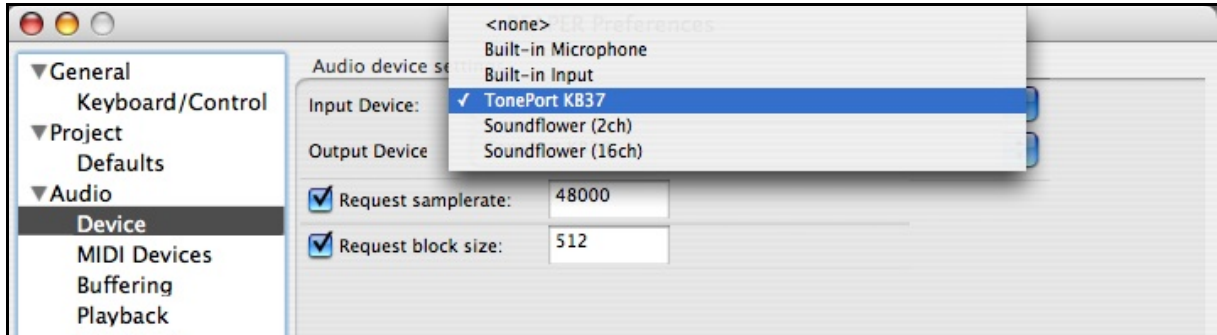 REAPER Preferences
<none>
Built-in Microphone
Built-in Input
✓ TonePort KB37
Soundflower (2ch)
Soundflower (16ch)
▼General
Keyboard/Control
▼Project
Defaults
▼Audio
Device
MIDI Devices
Buffering
Playback
Audio device se
Input Device:
Output Device
Request samplerate: 48000
Request block size: 512